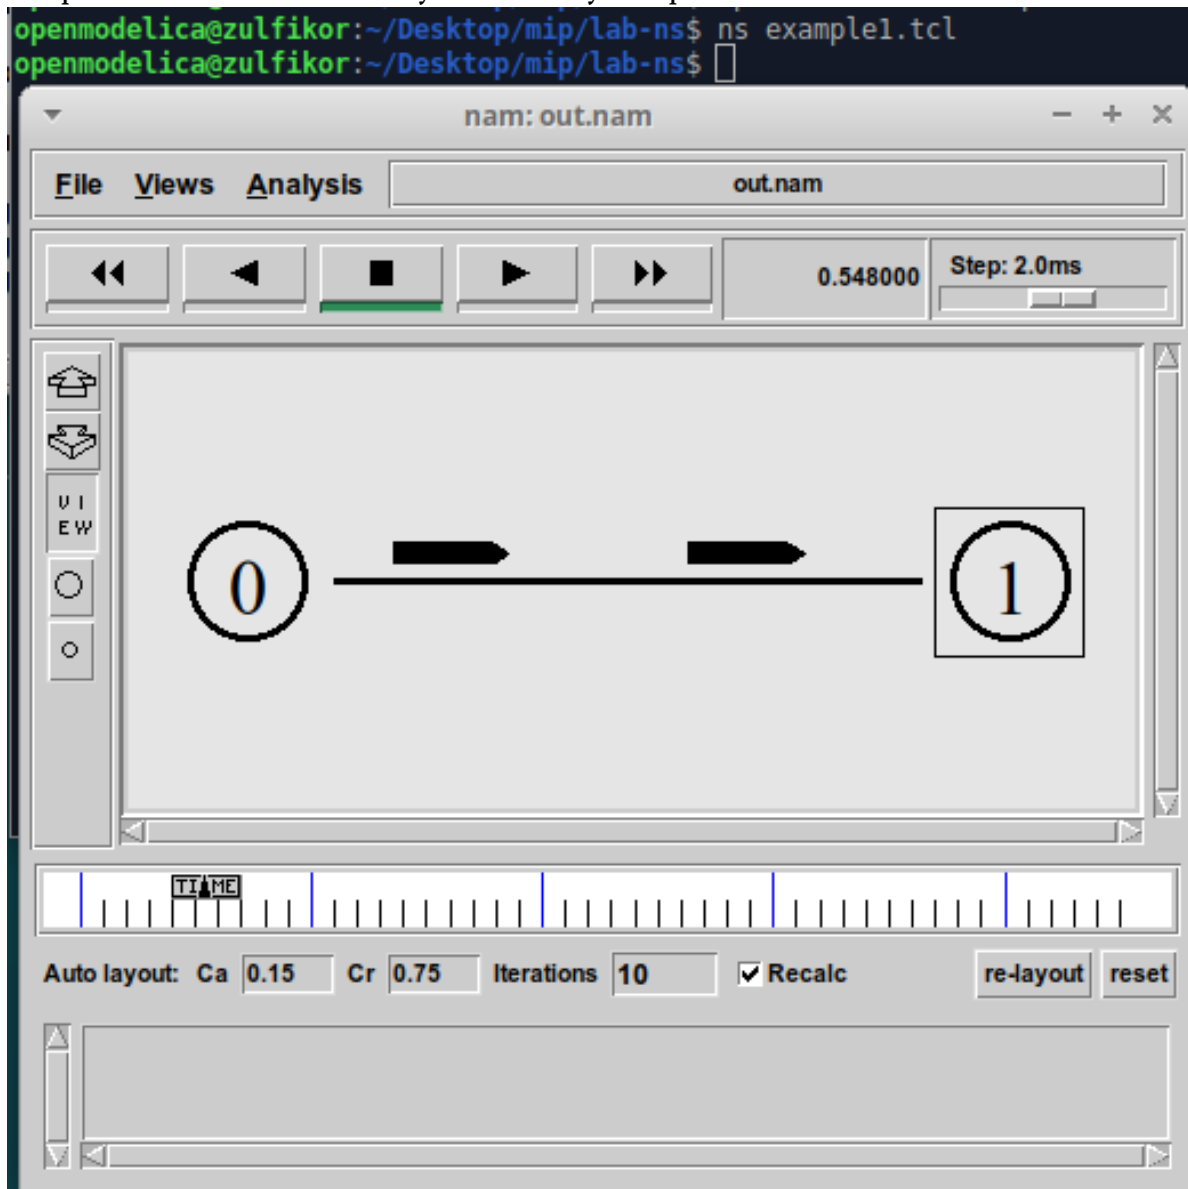 openmodelica@zulfikor:~/Desktop/mip/lab-ns$ ns example1.tcl
openmodelica@zulfikor:~/Desktop/mip/lab-ns$
nam: out.nam
File Views Analysis out.nam
0.548000 Step: 2.0ms
VI
EW
0 1
TIME
Auto layout: Ca 0.15 Cr 0.75 Iterations 10 Recalc re-layout reset